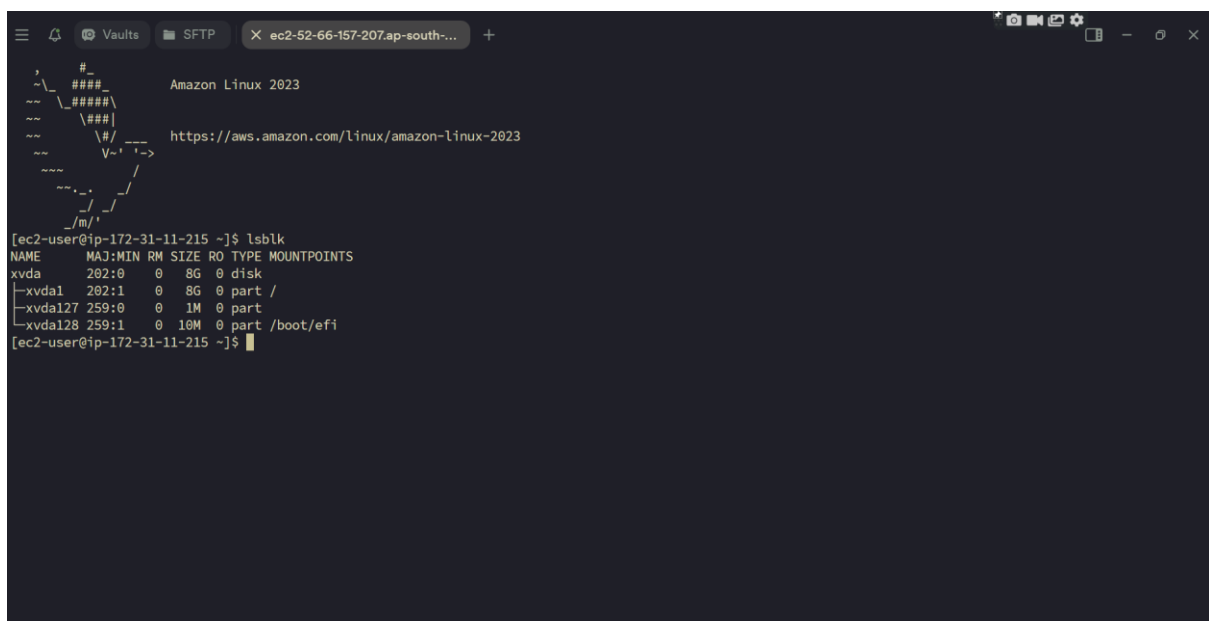 Vaults SFTP ec2-52-66-157-207.ap-south-...
   ,     #_
   ~\_  ####_        Amazon Linux 2023
  ~~  \_#####\
  ~~     \###|
  ~~       \#/ ___   https://aws.amazon.com/linux/amazon-linux-2023
   ~~       V~' '->
    ~~~         /
      ~~._.   _/
         _/ _/
       _/m/'
[ec2-user@ip-172-31-11-215 ~]$ lsblk
NAME      MAJ:MIN RM SIZE RO TYPE MOUNTPOINTS
xvda      202:0    0   8G  0 disk
├─xvda1   202:1    0   8G  0 part /
├─xvda127 259:0    0   1M  0 part
└─xvda128 259:1    0  10M  0 part /boot/efi
[ec2-user@ip-172-31-11-215 ~]$